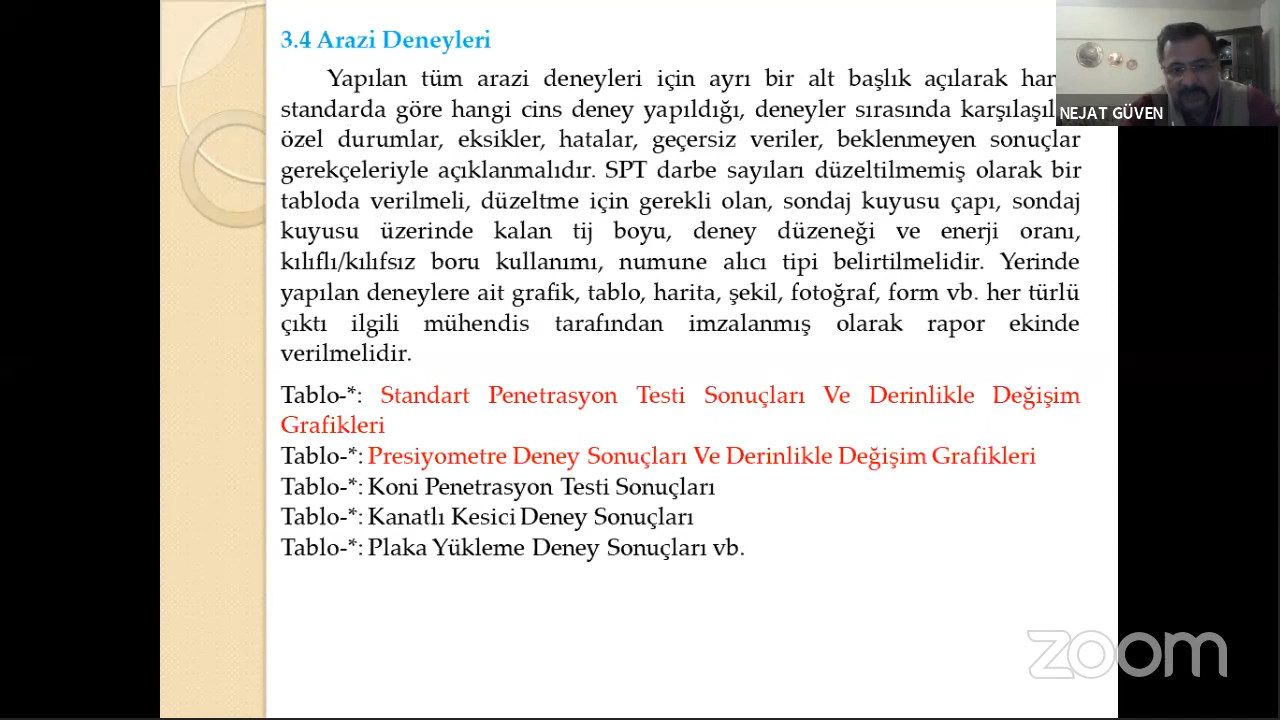 3.4 Arazi Deneyleri
Yapılan tüm arazi deneyleri için ayrı bir alt başlık açılarak
standarda göre hangi cins deney yapıldığı, deneyler sırasında
özel durumlar, eksikler, hatalar, geçersiz veriler, beklenmeyen sonuçlar
gerekçeleriyle açıklanmalıdır. SPT darbe sayıları düzeltilmemiş olarak bir
tabloda verilmeli, düzeltme için gerekli olan, sondaj kuyusu çapı, sondaj
kuyusu üzerinde kalan tij boyu, deney düzeneği ve enerji oranı,
kılıflı/kılıfsız boru kullanımı, numune alıcı tipi belirtilmelidir. Yerinde
yapılan deneylere ait grafik, tablo, harita, şekil, fotoğraf, form vb. her türlü
çıktı ilgili mühendis tarafından imzalanmış olarak rapor ekinde
verilmelidir.
Tablo-*: Standart Penetrasyon Testi Sonuçları Ve Derinlikle Değişim
Grafikleri
Tablo-*: Presiyometre Deney Sonuçları Ve Derinlikle Değişim Grafikleri
Tablo-*: Koni Penetrasyon Testi Sonuçları
Tablo-*: Kanatlı Kesici Deney Sonuçları
Tablo-*: Plaka Yükleme Deney Sonuçları vb.
NEJAT GÜVEN
zoom